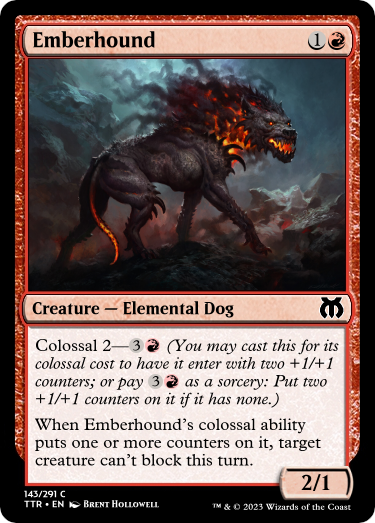 Emberhound 1R
Creature — Elemental Dog
Colossal 2—3R (You may cast this for its
colossal cost to have it enter with two +1/+1
counters; or pay 3R as a sorcery: Put two
+1/+1 counters on it if it has none.)
When Emberhound's colossal ability
puts one or more counters on it, target
creature can't block this turn.
2/1
143/291 C
TTR • EN Brent Hollowell
™ & © 2023 Wizards of the Coast